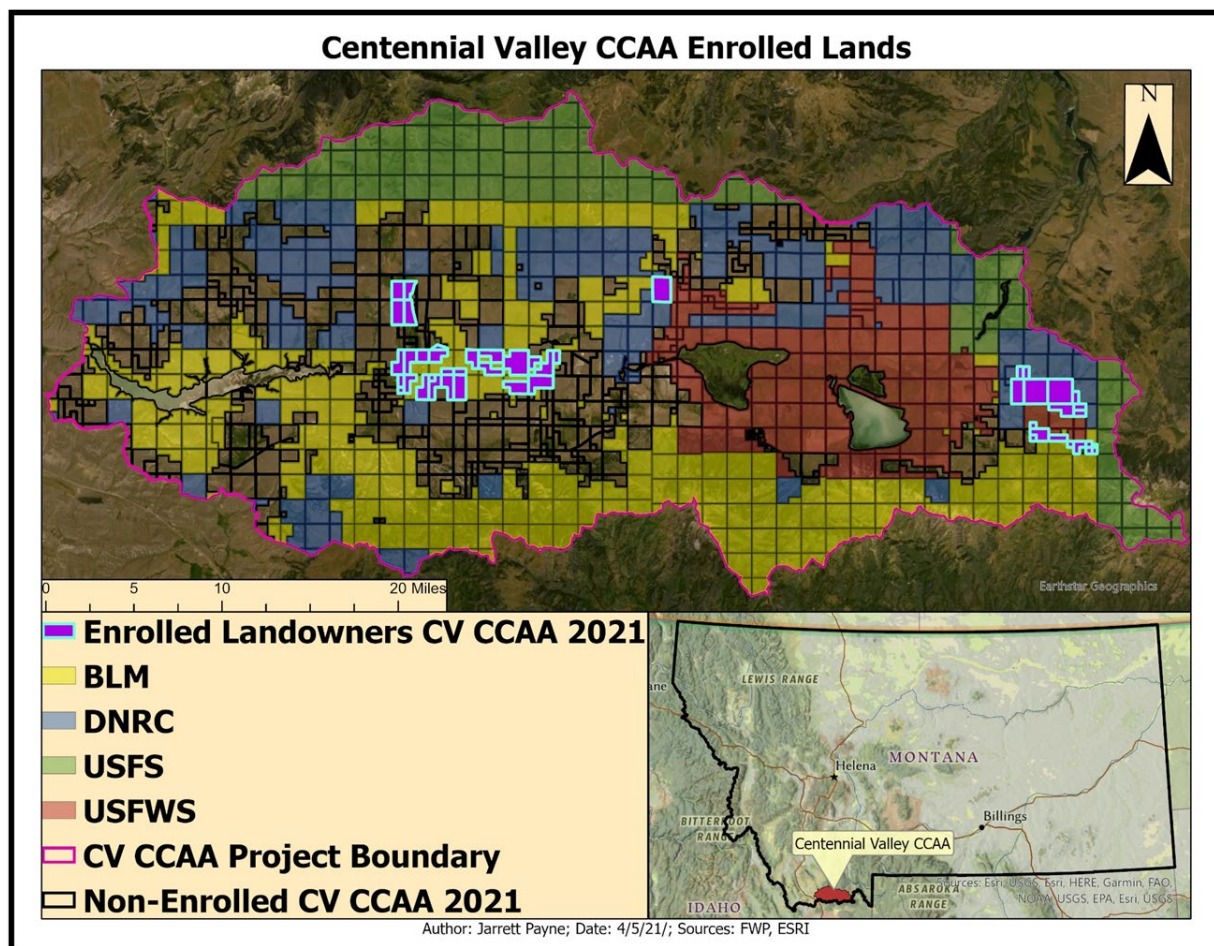 Centennial Valley CCAA Enrolled Lands
N
Earthstar Geographics
0 5 10 20 Miles
Enrolled Landowners CV CCAA 2021
BLM
DNRC
USFS
USFWS
CV CCAA Project Boundary
Non-Enrolled CV CCAA 2021
LEWIS RANGE
ane
MONTANA
Helena
Billings
BITTERROOT
RANGE
Centennial Valley CCAA
ABSAROKA
RANGE
IDAHO
Sources: Esri, USGS, Esri, HERE, Garmin, FAO,
NOAA, USGS, EPA, Esri, USGS
Author: Jarrett Payne; Date: 4/5/21/; Sources: FWP, ESRI